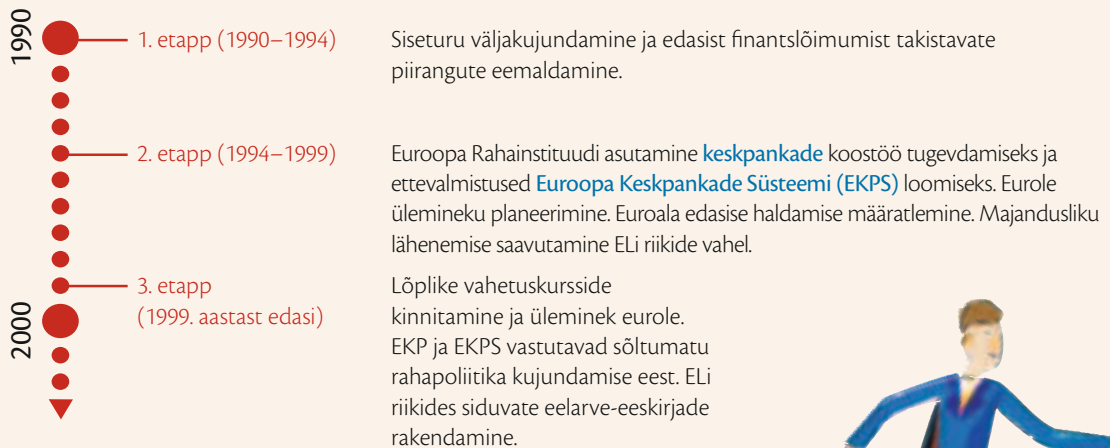 1990
1. etapp (1990–1994)
Siseturu väljakujundamine ja edasist finantslõimumist takistavate
piirangute eemaldamine.
2. etapp (1994–1999)
Euroopa Rahainstituudi asutamine keskpankade koostöö tugevdamiseks ja
ettevalmistused Euroopa Keskpankade Süsteemi (EKPS) loomiseks. Eurole
ülemineku planeerimine. Euroala edasise haldamise määratlemine. Majandusliku
lähenemise saavutamine ELi riikide vahel.
3. etapp
(1999. aastast edasi)
2000
Lõplike vahetuskursside
kinnitamine ja üleminek eurole.
EKP ja EKPS vastutavad sõltumatu
rahapoliitika kujundamise eest. ELi
riikides siduvate eelarve-eeskirjade
rakendamine.